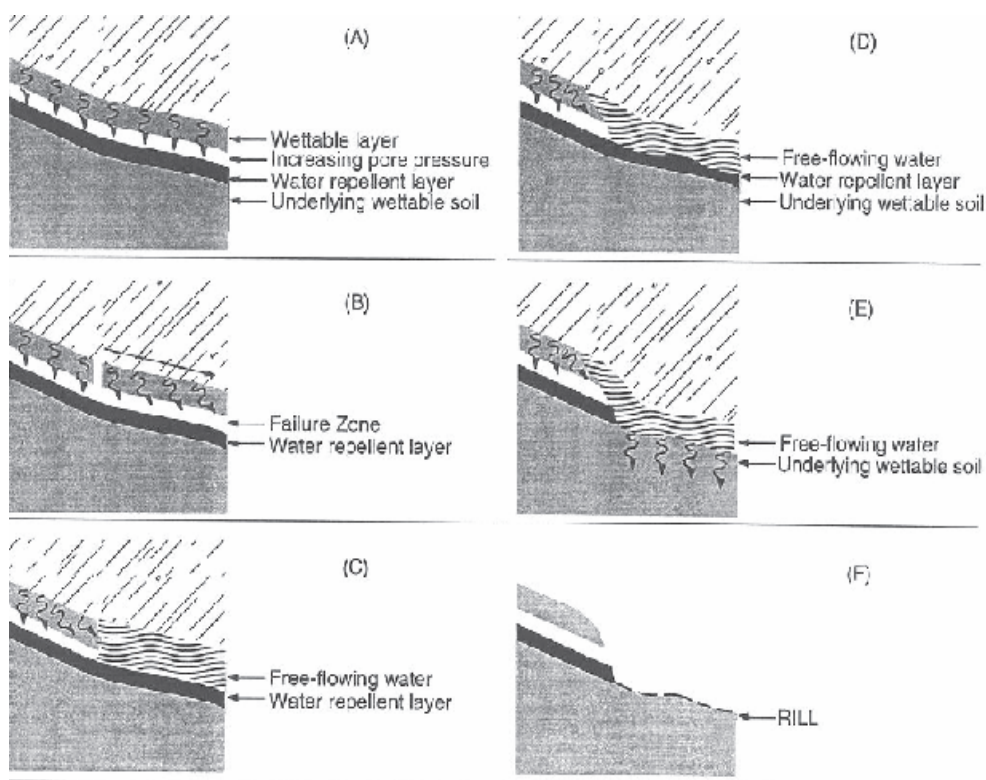 (A)
Wettable layer
Increasing pore pressure
Water repellent layer
Underlying wettable soil
(B)
Failure Zone
Water repellent layer
(C)
Free-flowing water
Water repellent layer
(D)
Free-flowing water
Water repellent layer
Underlying wettable soil
(E)
Free-flowing water
Underlying wettable soil
(F)
RILL